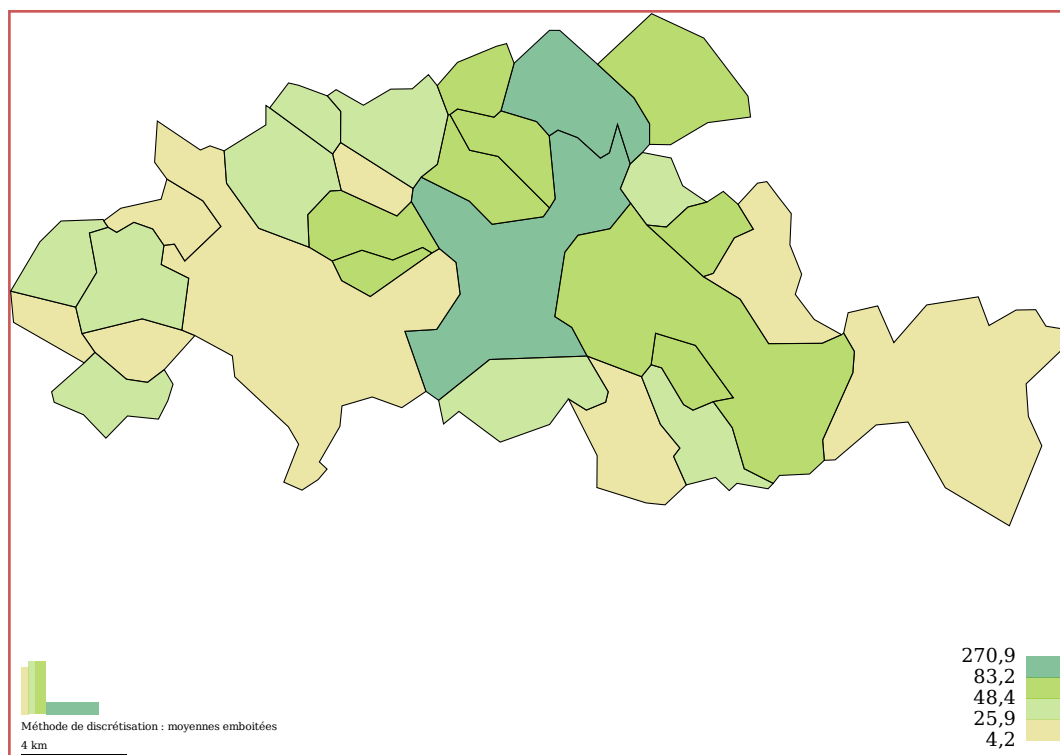 270,9
83,2
48,4
25,9
4,2
Méthode de discrétisation : moyennes emboitées
4 km